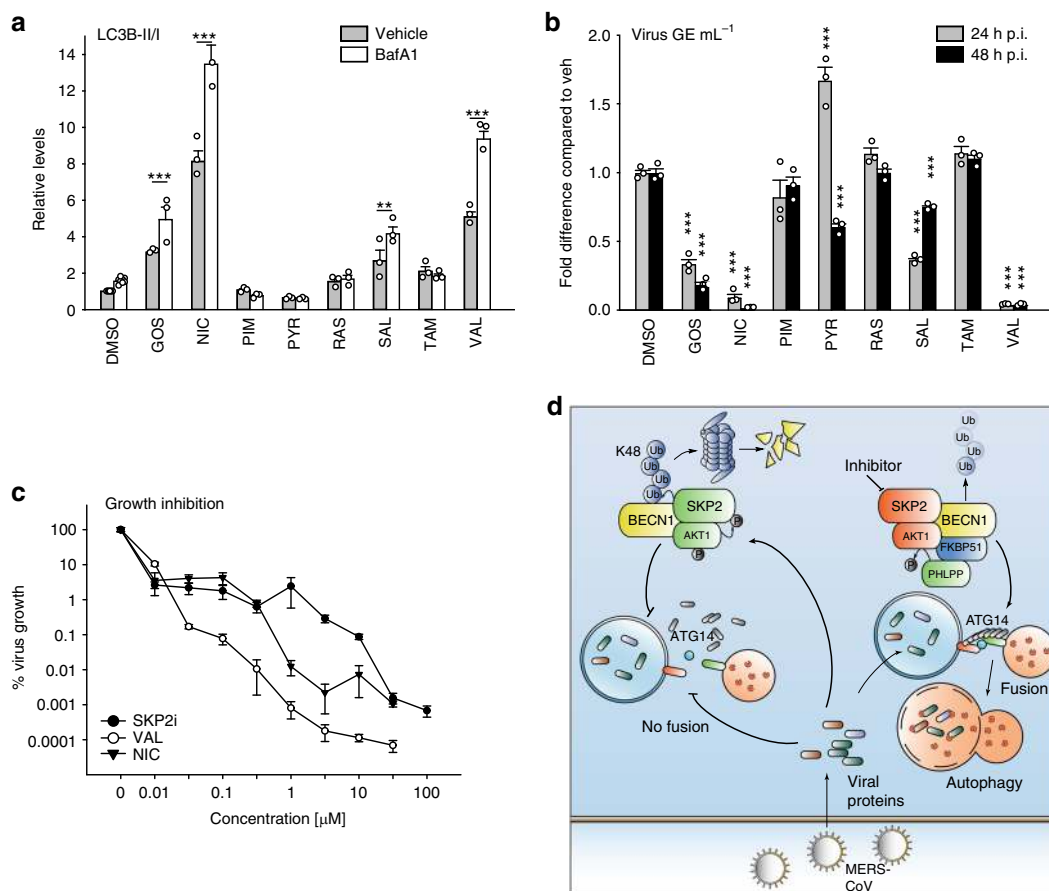 a
LC3B-II/I
Vehicle
BafA1
Relative levels
14
12
10
8
6
4
2
0
***
***
**
***
DMSO
GOS
NIC
PIM
PYR
RAS
SAL
TAM
VAL
b
Virus GE mL⁻¹
24 h p.i.
48 h p.i.
Fold difference compared to veh
2.0
1.5
1.0
0.5
0.0
***
***
***
***
***
***
***
***
***
***
DMSO
GOS
NIC
PIM
PYR
RAS
SAL
TAM
VAL
c
Growth inhibition
% virus growth
100
10
1
0.1
0.01
0.001
0.0001
SKP2i
VAL
NIC
0
0.01
0.1
1
10
100
Concentration [μM]
d
K48
Ub
Ub
Ub
Ub
BECN1
SKP2
AKT1
P
P
ATG14
No fusion
Ub
Ub
Ub
Ub
Inhibitor
SKP2
BECN1
AKT1
FKBP51
P
PHLPP
ATG14
Fusion
Autophagy
Viral
proteins
MERS-
CoV